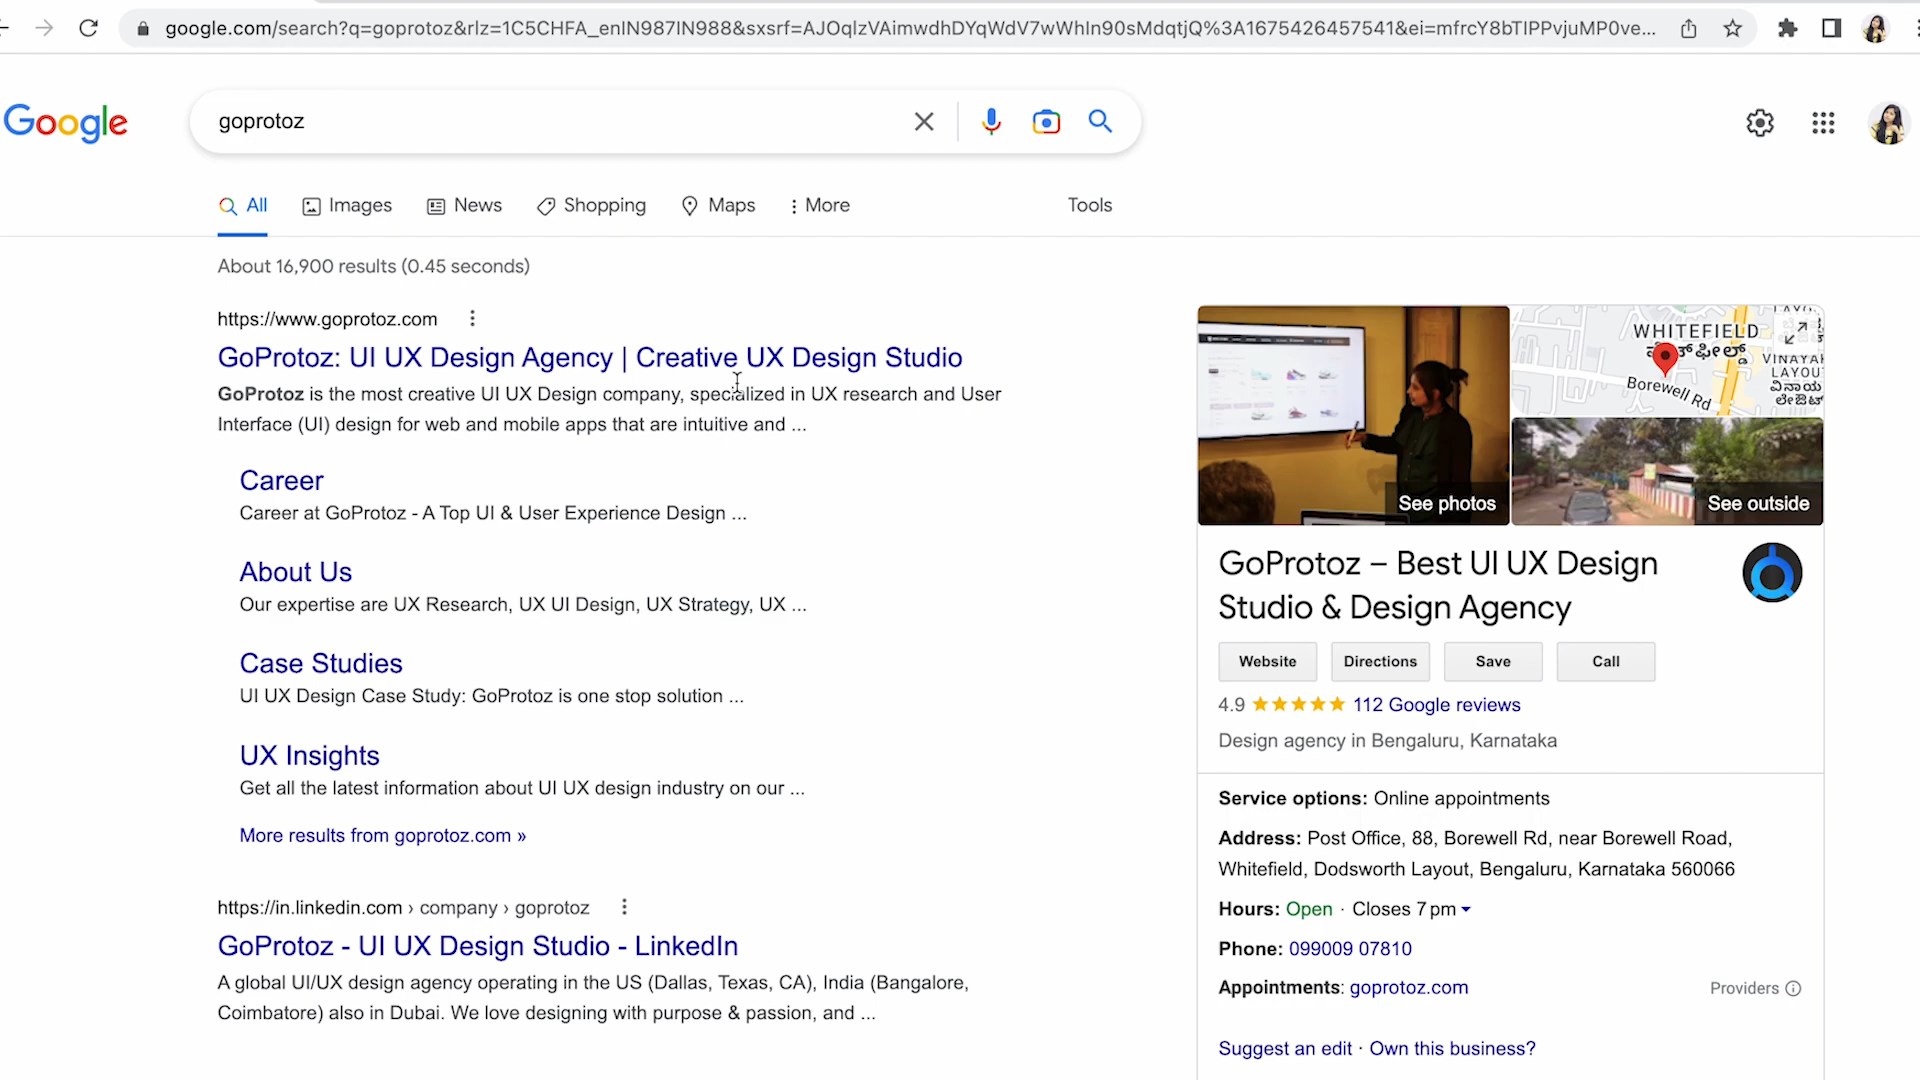 google.com/search?q=goprotoz&rlz=1C5CHFA_enIN987IN988&sxsrf=AJOqlzVAimwdhDYqWdV7wWhIn90sMdqtjQ%3A1675426457541&ei=mfrcY8bTIPPvjuMP0ve...
Google
goprotoz
All
Images
News
Shopping
Maps
More
Tools
About 16,900 results (0.45 seconds)
https://www.goprotoz.com
GoProtoz: UI UX Design Agency | Creative UX Design Studio
GoProtoz is the most creative UI UX Design company, specialized in UX research and User
Interface (UI) design for web and mobile apps that are intuitive and ...
Career
Career at GoProtoz - A Top UI & User Experience Design ...
About Us
Our expertise are UX Research, UX UI Design, UX Strategy, UX ...
Case Studies
UI UX Design Case Study: GoProtoz is one stop solution ...
UX Insights
Get all the latest information about UI UX design industry on our ...
More results from goprotoz.com »
https://in.linkedin.com › company › goprotoz
GoProtoz - UI UX Design Studio - LinkedIn
A global UI/UX design agency operating in the US (Dallas, Texas, CA), India (Bangalore,
Coimbatore) also in Dubai. We love designing with purpose & passion, and ...
See photos
WHITEFIELD
Borewell Rd
LAYOUT
See outside
GoProtoz – Best UI UX Design
Studio & Design Agency
Website
Directions
Save
Call
4.9 ★★★★★ 112 Google reviews
Design agency in Bengaluru, Karnataka
Service options: Online appointments
Address: Post Office, 88, Borewell Rd, near Borewell Road,
Whitefield, Dodsworth Layout, Bengaluru, Karnataka 560066
Hours: Open · Closes 7 pm
Phone: 099009 07810
Appointments: goprotoz.com
Providers
Suggest an edit · Own this business?